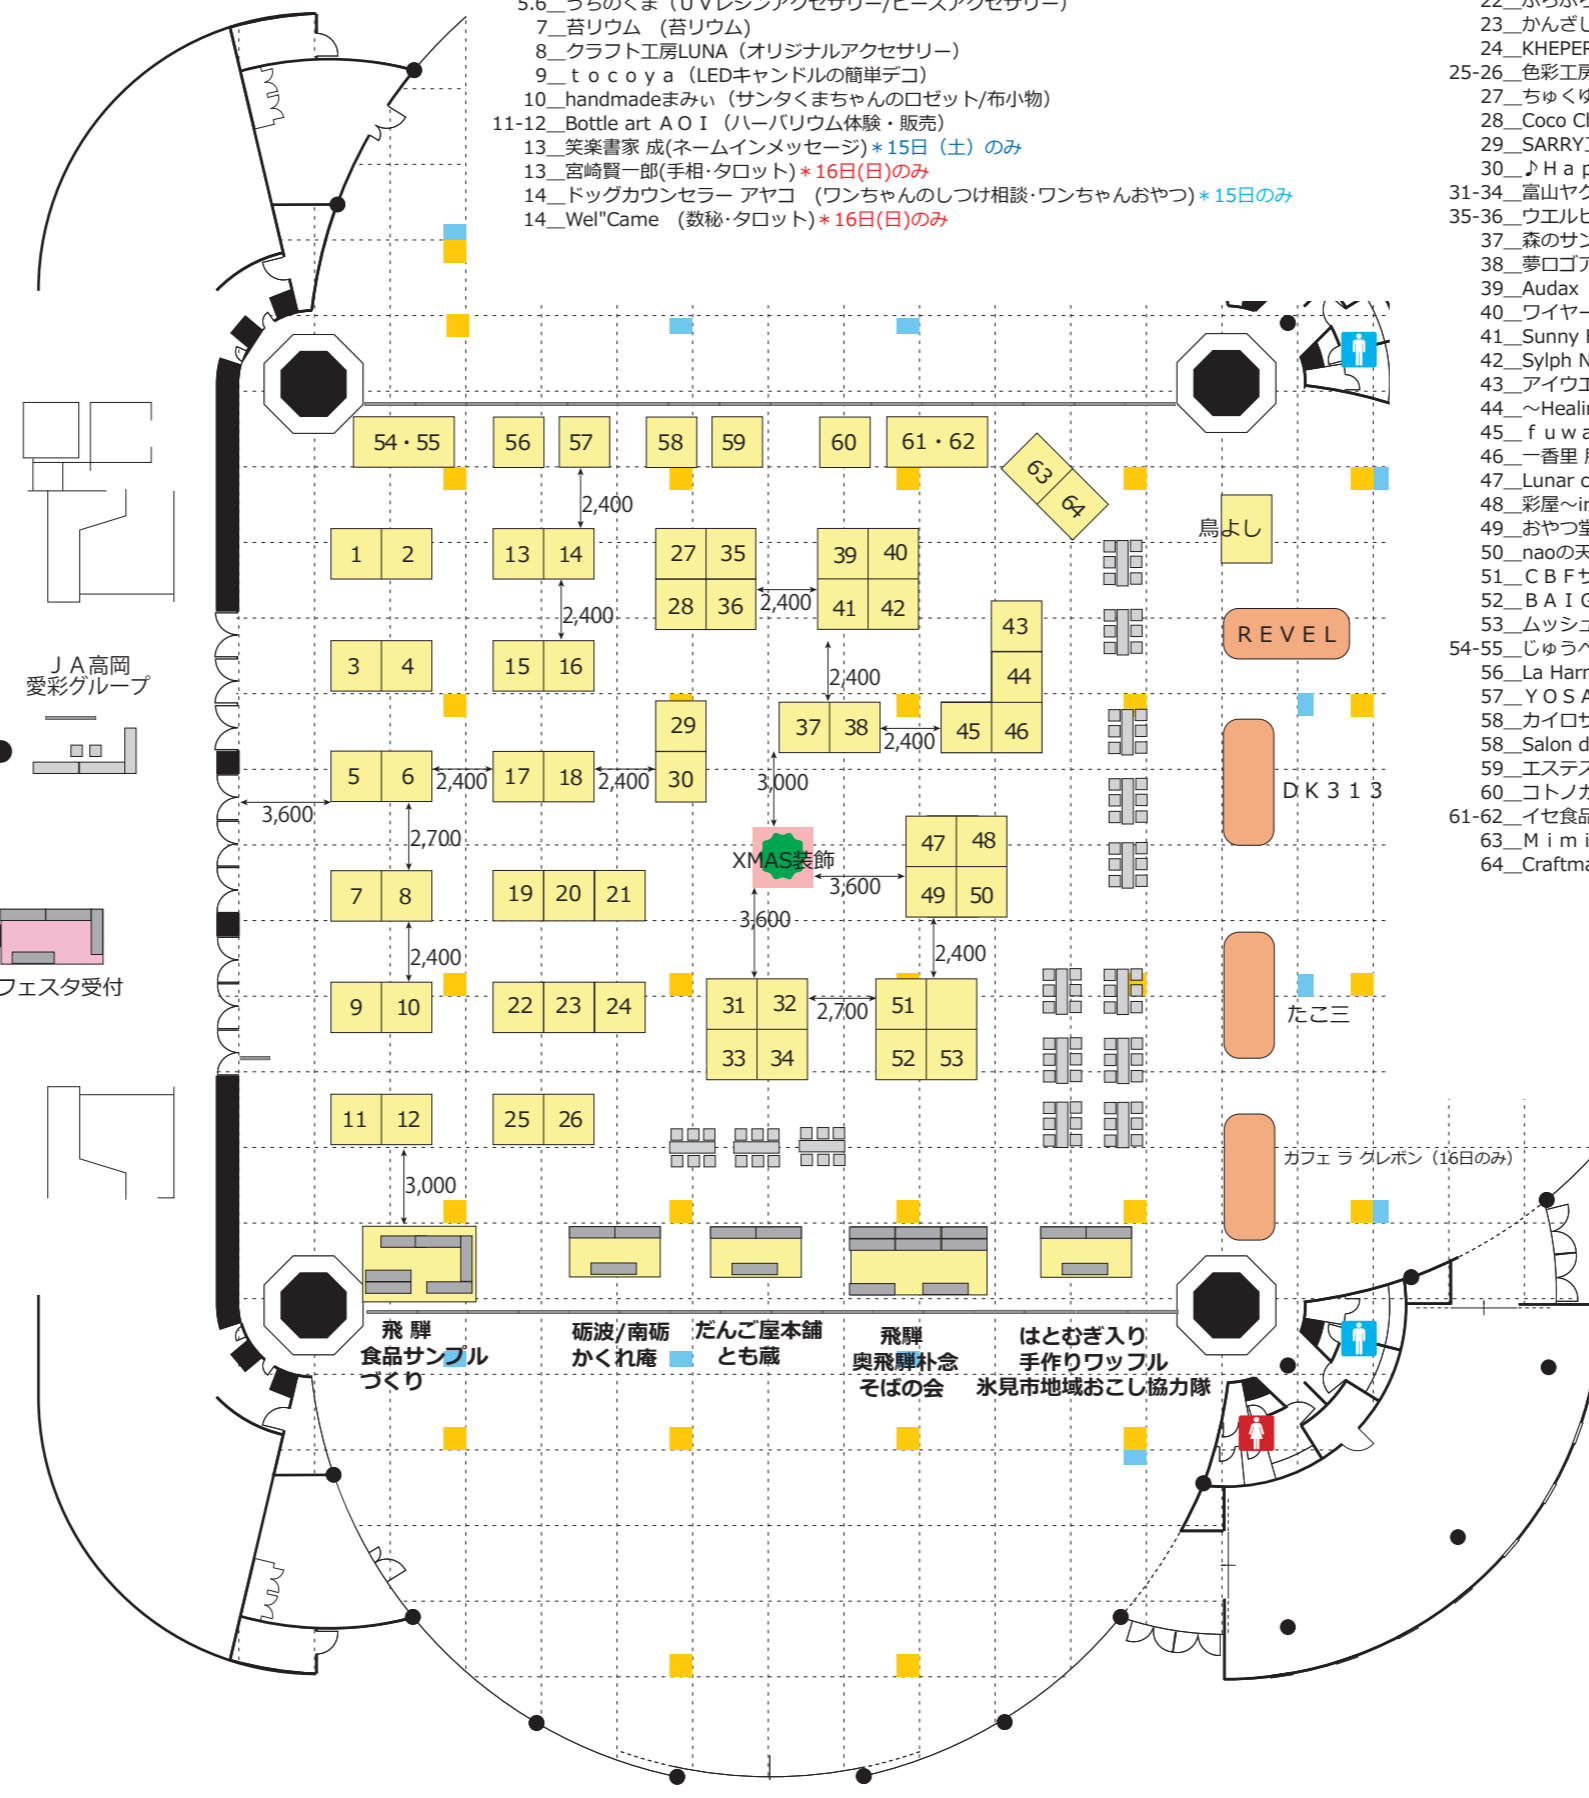 5.6__うちのくま（ＵＶレジンアクセサリー/ビーズアクセサリー）
7__苔リウム　(苔リウム)
8__クラフト工房LUNA（オリジナルアクセサリー）
9__ｔｏｃｏｙａ（LEDキャンドルの簡単デコ）
10__handmadeまみぃ（サンタくまちゃんのロゼット/布小物）
11-12__Bottle art ＡＯＩ（ハーバリウム体験・販売）
13__笑楽書家 成(ネームインメッセージ)＊15日（土）のみ
13__宮崎賢一郎(手相･タロット)＊16日(日)のみ
14__ドッグカウンセラー アヤコ　(ワンちゃんのしつけ相談･ワンちゃんおやつ)＊15日のみ
14__Wel"Came　(数秘･タロット)＊16日(日)のみ
23__かんざし
24__KHEPER
25-26__色彩工房
27__ちゅくゆ
28__Coco Ch
29__SARRY
30__♪Ｈａｐ
31-34__富山ヤク
35-36__ウエルビ
37__森のサン
38__夢ロゴア
39__Audax
40__ワイヤー
41__Sunny
42__Sylph N
43__アイウエ
44__～Healin
45__ｆｕｗａ
46__一香里
47__Lunar c
48__彩屋～in
49__おやつ堂
50__naoの天
51__ＣＢＦサ
52__ＢＡＩＧ
53__ムッシュ
54-55__じゅうべ
56__La Harm
57__ＹＯＳＡ
58__カイロサ
58__Salon d
59__エステス
60__コトノカ
61-62__イセ食品
63__Ｍｉｍｉ
64__Craftma
54・55
56
57
58
59
60
61・62
63
64
2,400
鳥よし
1
2
13
14
27
35
39
40
28
36
41
42
2,400
2,400
43
ＲＥＶＥＬ
3
4
15
16
44
2,400
ＪＡ高岡
愛彩グループ
29
37
38
45
46
2,400
5
6
17
18
30
2,400
2,400
3,000
ＤＫ３１３
3,600
2,700
XMAS装飾
47
48
3,600
7
8
19
20
21
49
50
3,600
2,400
2,400
フェスタ受付
9
10
22
23
24
31
32
2,700
51
たこ三
33
34
52
53
11
12
25
26
カフェ ラ グレボン（16日のみ）
3,000
飛 騨
食品サンプル
づくり
砺波/南砺
かくれ庵
だんご屋本舗
とも蔵
飛騨
奥飛騨朴念
そばの会
はとむぎ入り
手作りワッフル
氷見市地域おこし協力隊